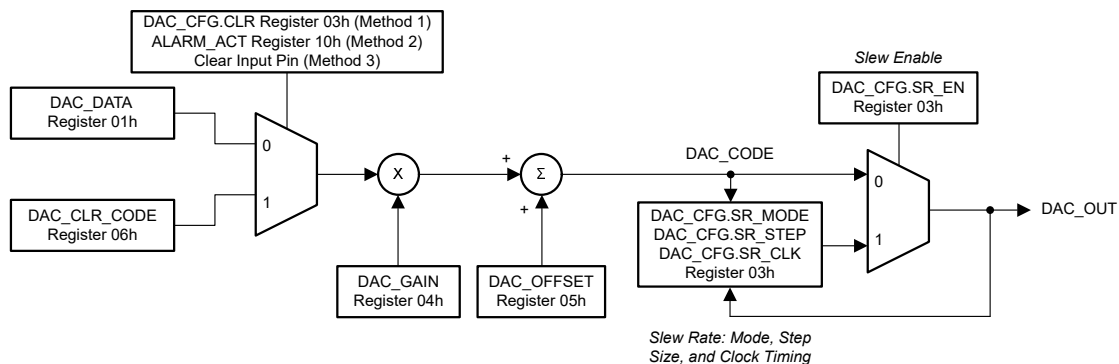 DAC_CFG.CLR Register 03h (Method 1)
ALARM_ACT Register 10h (Method 2)
Clear Input Pin (Method 3)
Slew Enable
DAC_CFG.SR_EN
Register 03h
DAC_DATA
Register 01h
0
1
DAC_CLR_CODE
Register 06h
X
+
Σ
+
DAC_GAIN
Register 04h
DAC_OFFSET
Register 05h
DAC_CODE
DAC_CFG.SR_MODE
DAC_CFG.SR_STEP
DAC_CFG.SR_CLK
Register 03h
0
1
DAC_OUT
Slew Rate: Mode, Step
Size, and Clock Timing